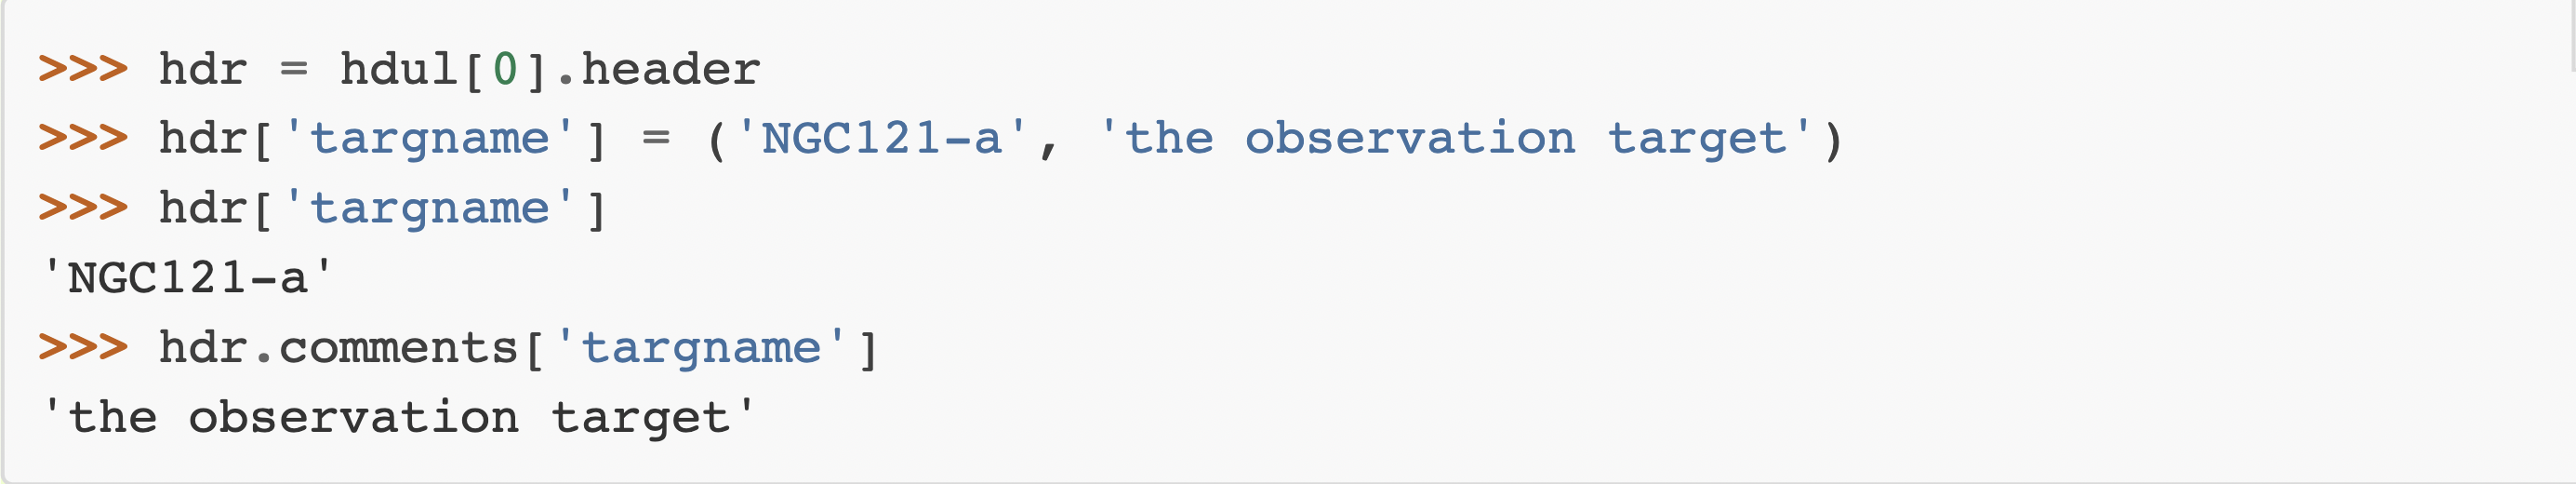 >>> hdr = hdul[0].header
>>> hdr['targname'] = ('NGC121-a', 'the observation target')
>>> hdr['targname']
'NGC121-a'
>>> hdr.comments['targname']
'the observation target'